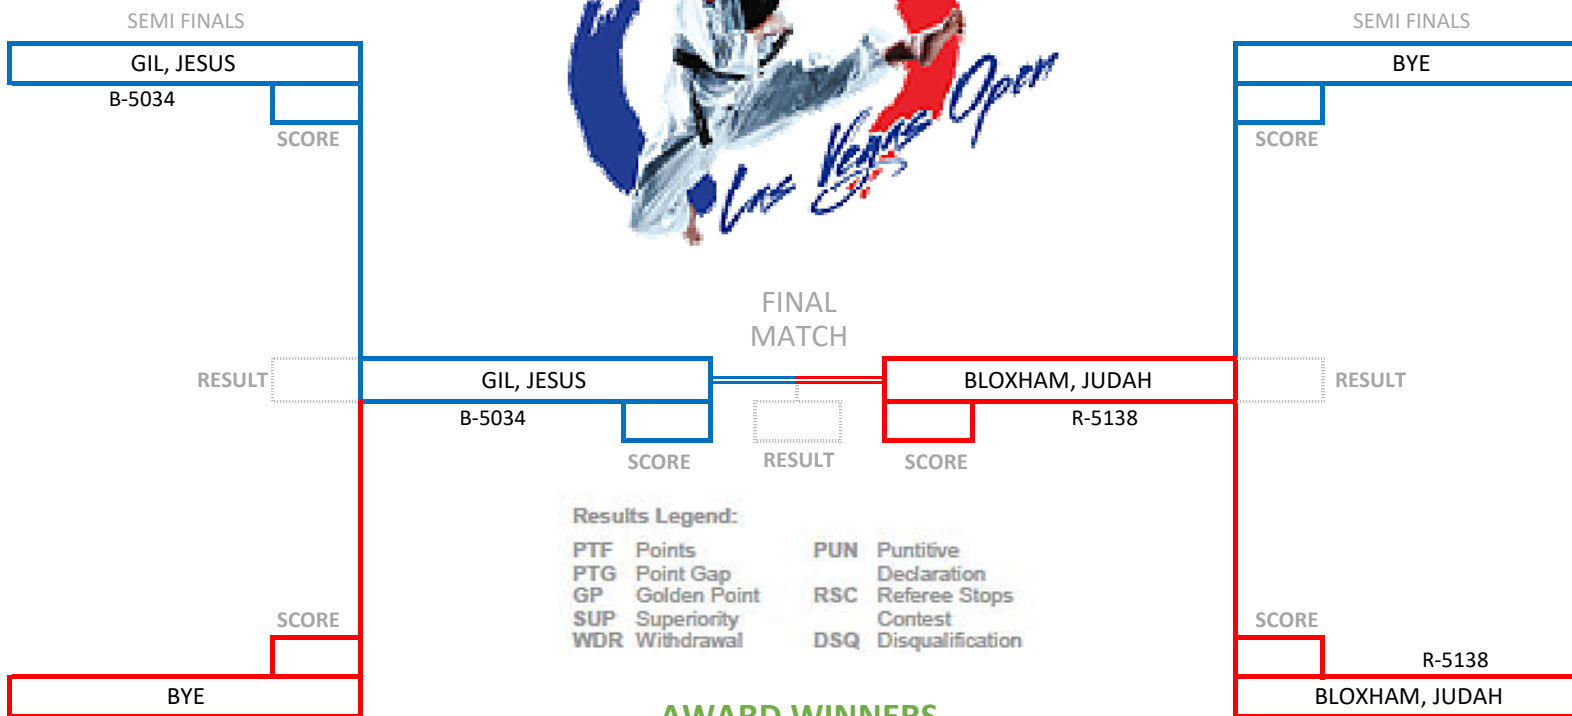 SEMI FINALS
SEMI FINALS
GIL, JESUS
BYE
B-5034
SCORE
SCORE
Las Vegas Open
FINAL
MATCH
RESULT
GIL, JESUS
BLOXHAM, JUDAH
RESULT
B-5034
R-5138
SCORE
RESULT
SCORE
Results Legend:
PTF Points
PTG Point Gap
GP Golden Point
SUP Superiority
WDR Withdrawal
PUN Puntitive
Declaration
RSC Referee Stops
Contest
DSQ Disqualification
SCORE
SCORE
R-5138
BYE
BLOXHAM, JUDAH
AWARD WINNERS